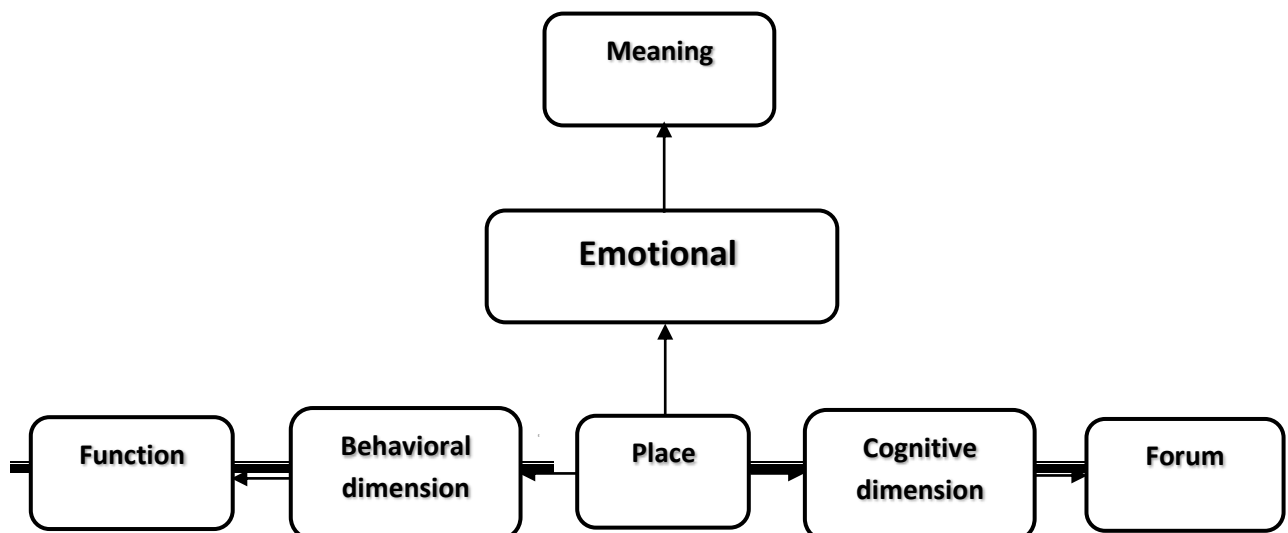 Meaning
Emotional
Function
Behavioral
dimension
Place
Cognitive
dimension
Forum